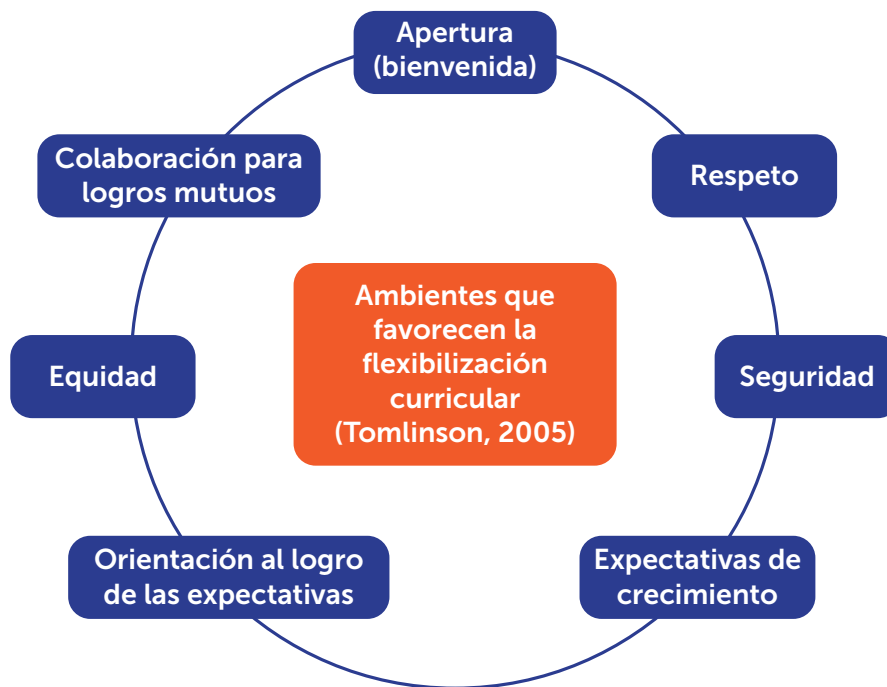 Apertura
(bienvenida)
Colaboración para
logros mutuos
Respeto
Ambientes que
favorecen la
flexibilización
curricular
(Tomlinson, 2005)
Equidad
Seguridad
Orientación al logro
de las expectativas
Expectativas de
crecimiento